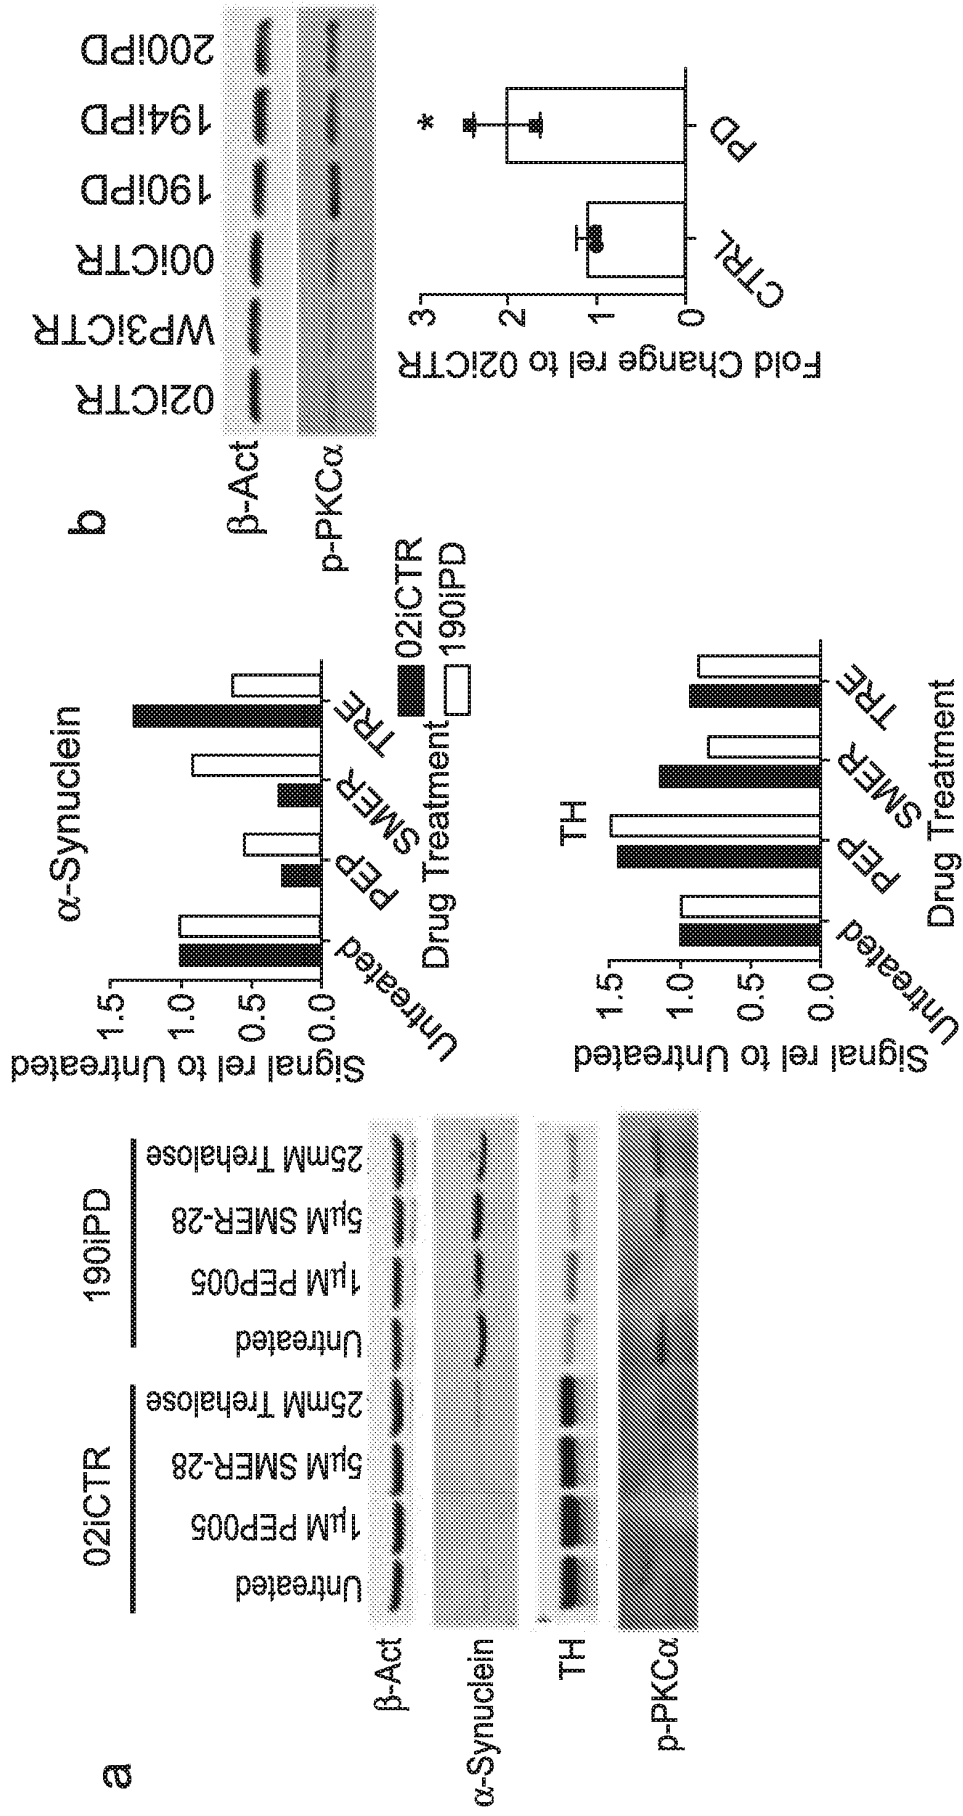 a
02iCTR
190iPD
Untreated
1µM PEP005
5µM SMER-28
25mM Trehalose
Untreated
1µM PEP005
5µM SMER-28
25mM Trehalose
β-Act
α-Synuclein
TH
p-PKCα
α-Synuclein
Signal rel to Untreated
1.5
1.0
0.5
0.0
Untreated
PEP
SMER
TRE
Drug Treatment
02iCTR
190iPD
TH
Signal rel to Untreated
1.5
1.0
0.5
0.0
Untreated
PEP
SMER
TRE
Drug Treatment
b
02iCTR
WP3iCTR
00iCTR
190iPD
194iPD
200iPD
β-Act
p-PKCα
Fold Change rel to 02iCTR
3
2
1
0
*
CTRL
PD